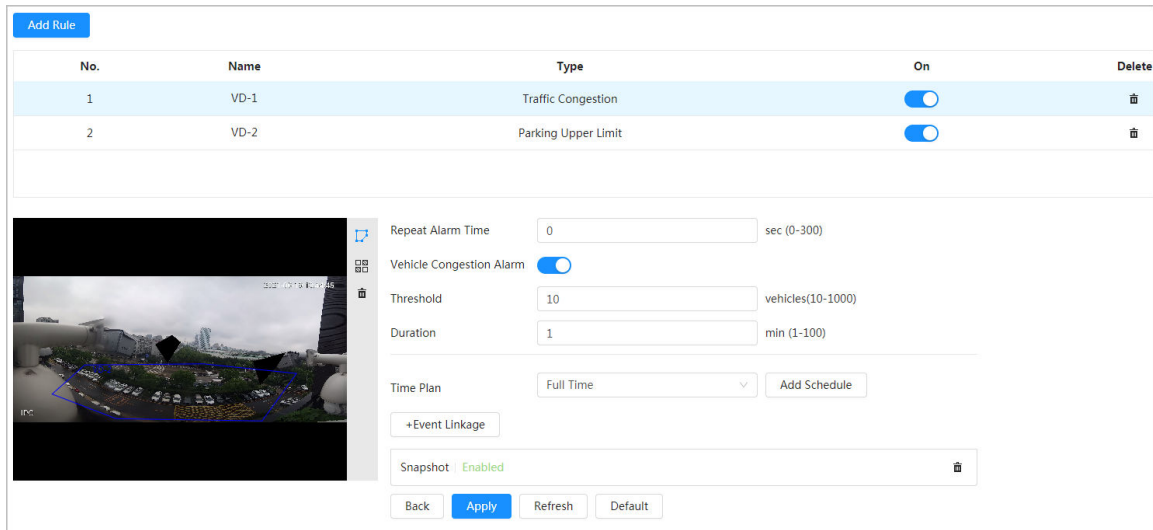 Add Rule
No. Name Type On Delete
1 VD-1 Traffic Congestion
2 VD-2 Parking Upper Limit
Repeat Alarm Time 0 sec (0-300)
Vehicle Congestion Alarm
Threshold 10 vehicles(10-1000)
Duration 1 min (1-100)
Time Plan Full Time Add Schedule
IPC
+Event Linkage
Snapshot Enabled
Back Apply Refresh Default